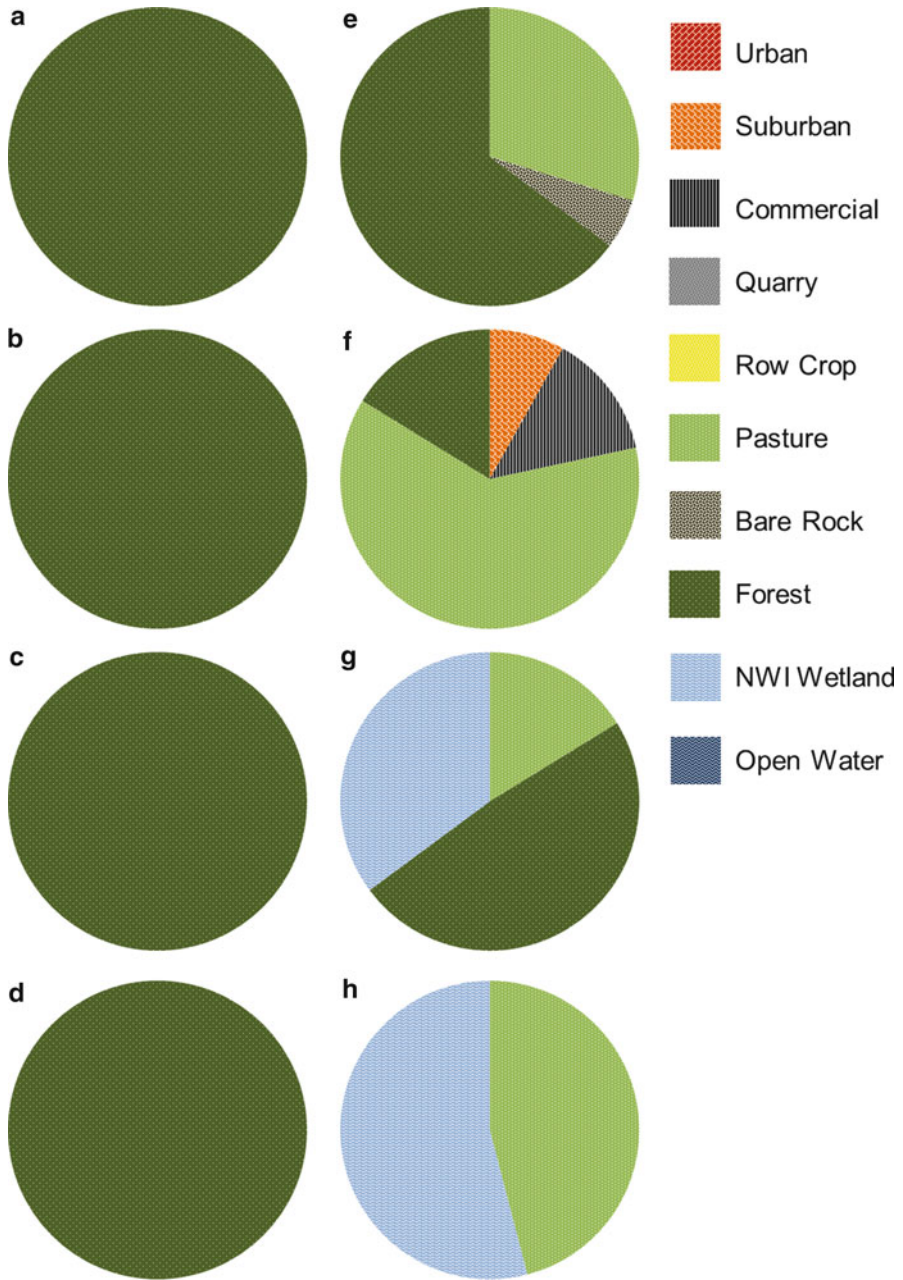 a
e
b
f
c
g
d
h
Urban
Suburban
Commercial
Quarry
Row Crop
Pasture
Bare Rock
Forest
NWI Wetland
Open Water